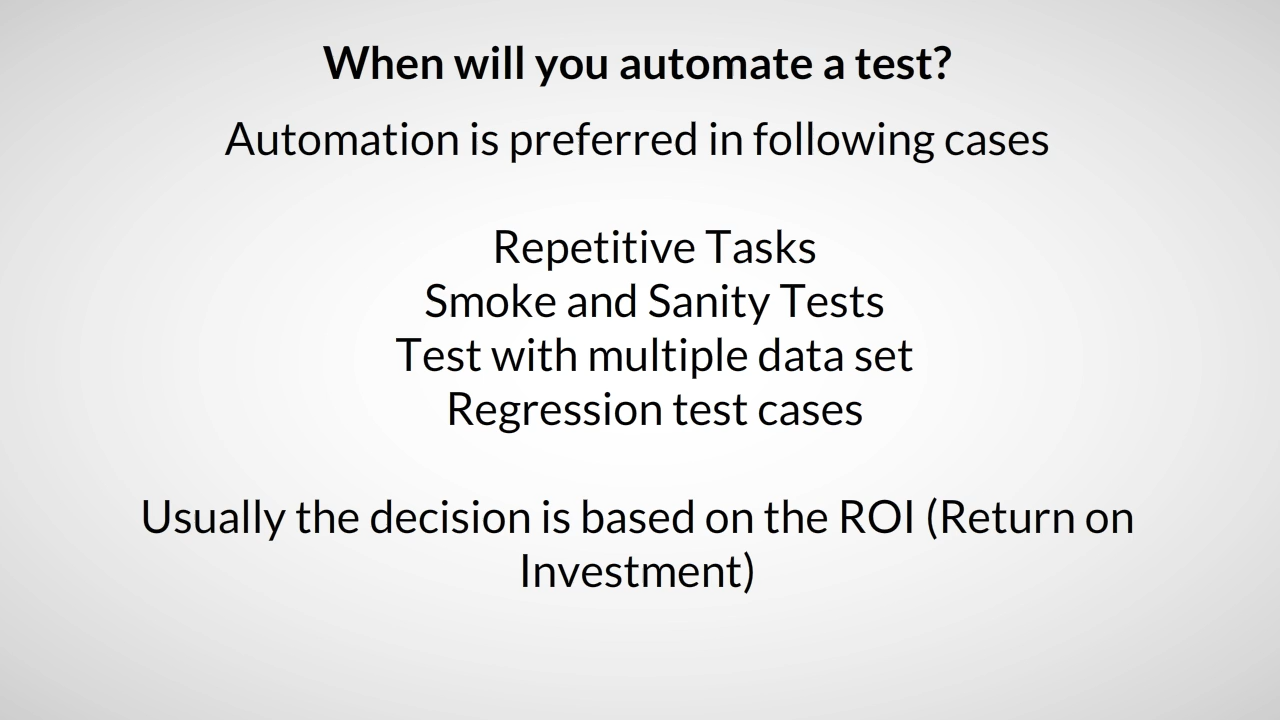 When will you automate a test?
Automation is preferred in following cases
Repetitive Tasks
Smoke and Sanity Tests
Test with multiple data set
Regression test cases
Usually the decision is based on the ROI (Return on
Investment)